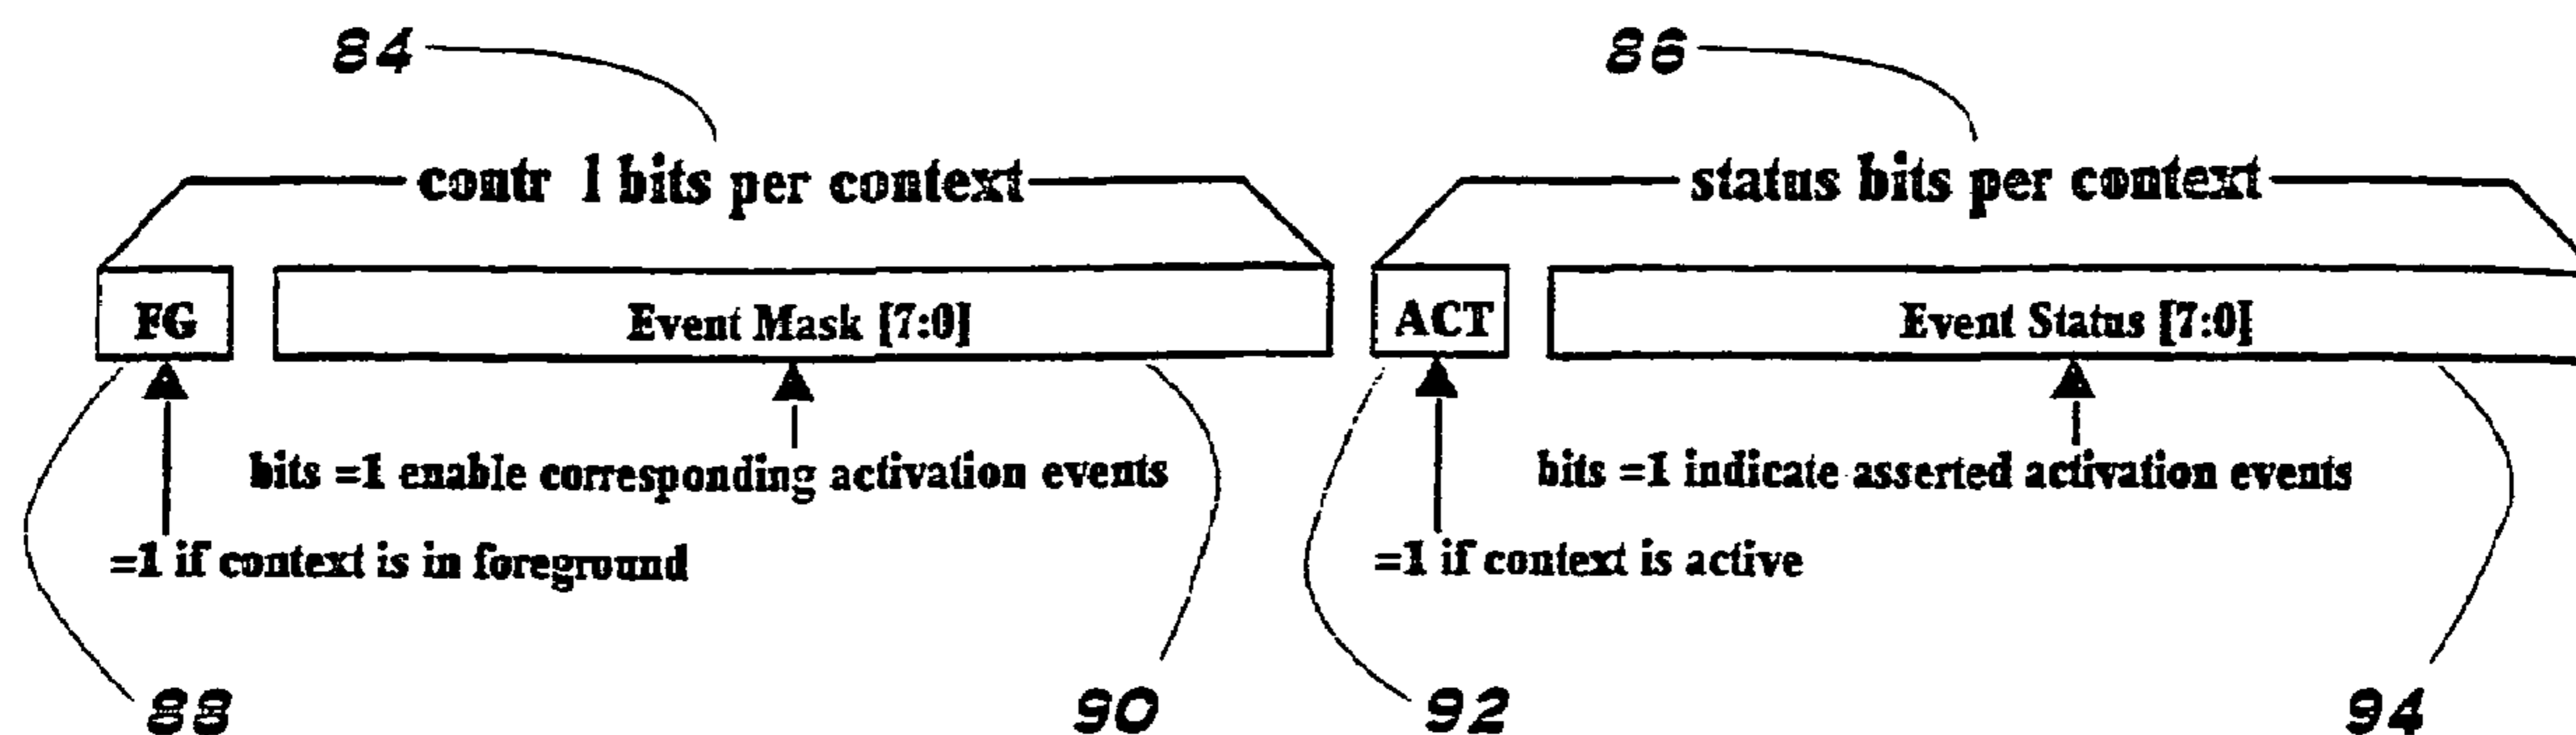 84
86
contr l bits per context
status bits per context
FG
Event Mask [7:0]
ACT
Event Status [7:0]
bits =1 enable corresponding activation events
bits =1 indicate asserted activation events
=1 if context is in foreground
=1 if context is active
88
90
92
94